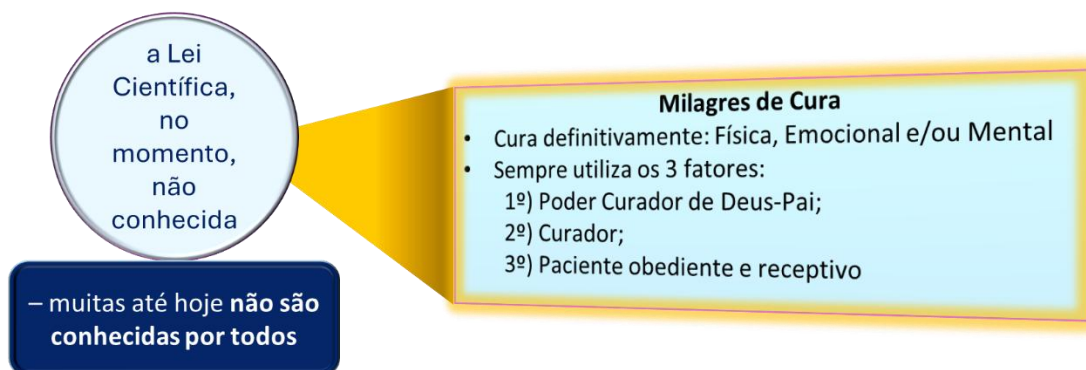 a Lei
Científica,
no
momento,
não
conhecida
– muitas até hoje não são
conhecidas por todos
Milagres de Cura
• Cura definitivamente: Física, Emocional e/ou Mental
• Sempre utiliza os 3 fatores:
1º) Poder Curador de Deus-Pai;
2º) Curador;
3º) Paciente obediente e receptivo